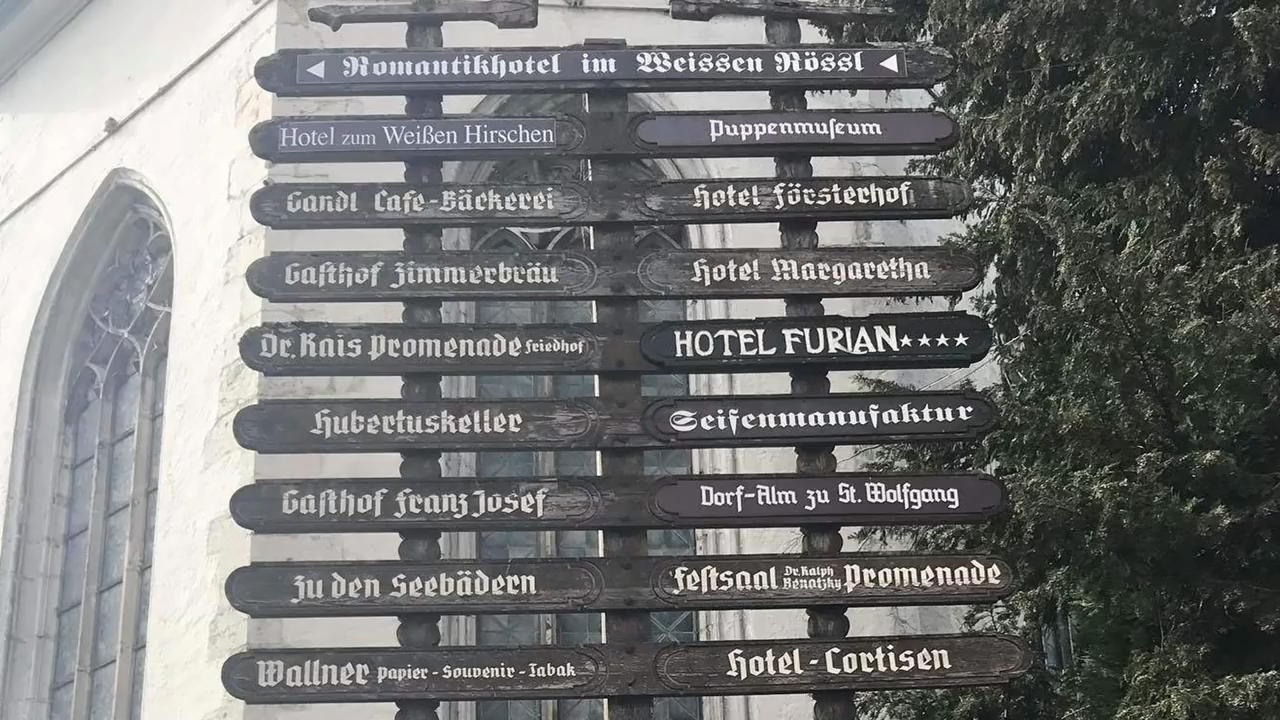 ◄ Romantikhotel im Weissen Rössl ◄
Hotel zum Weißen Hirschen
Puppenmuseum
Gandl Cafe-Bäckerei
Hotel Försterhof
Gasthof Zimmerbräu
Hotel Margaretha
Dr. Rais Promenade Friedhof
HOTEL FURIAN ★★★★
Hubertuskeller
Seifenmanufaktur
Gasthof Franz Josef
Dorf-Alm zu St. Wolfgang
Zu den Seebädern
Festsaal Dr. Ralph Benatzky Promenade
Wallner Papier - Souvenir - Tabak
Hotel - Cortisen